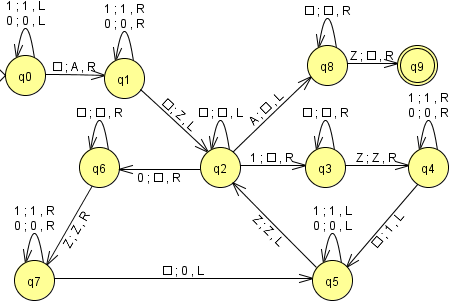 1 ; 1 , L
0 ; 0 , L
q0
□ ; A , R
1 ; 1 , R
0 ; 0 , R
q1
□ ; Z , L
□ ; □ , L
q2
A ; □ , L
□ ; □ , R
q8
Z ; □ , R
q9
1 ; □ , R
□ ; □ , R
q3
Z ; Z , R
1 ; 1 , R
0 ; 0 , R
q4
□ ; 1 , L
0 ; □ , R
□ ; □ , R
q6
Z ; Z , R
1 ; 1 , R
0 ; 0 , R
q7
□ ; 0 , L
1 ; 1 , L
0 ; 0 , L
q5
Z ; Z , L